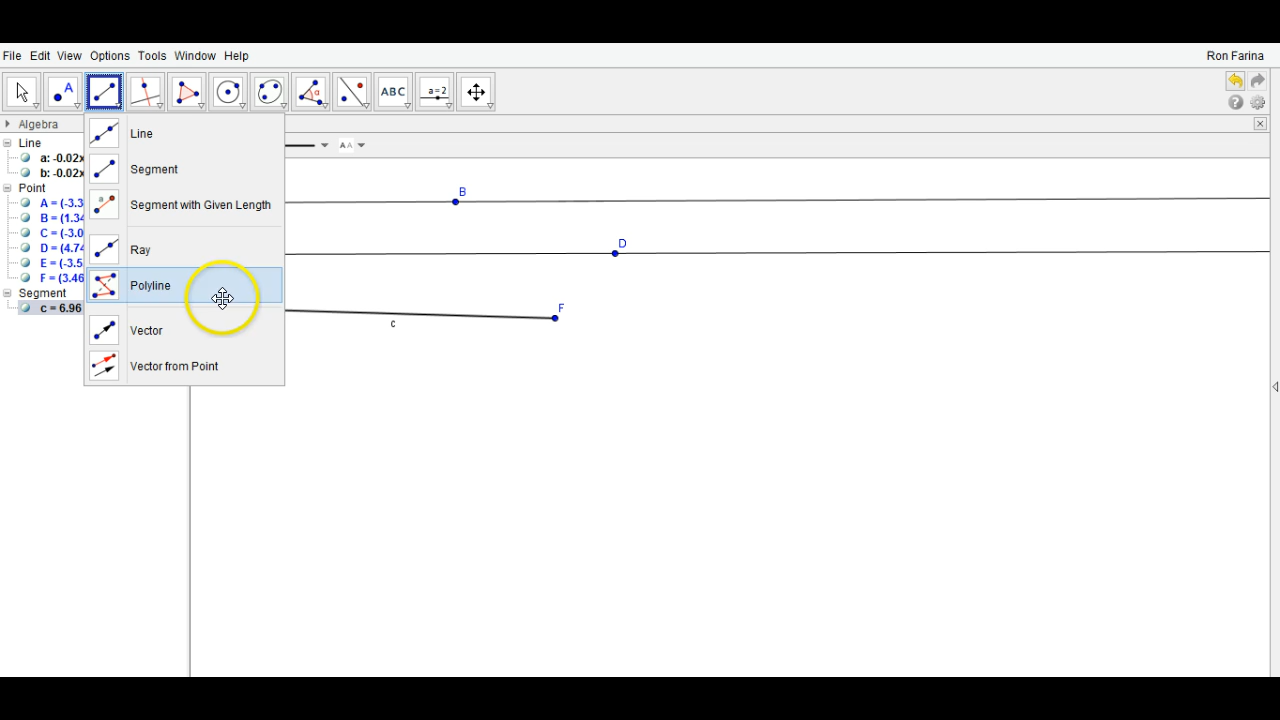 File Edit View Options Tools Window Help Ron Farina
A ABC a=2
Algebra
Line
a: -0.02x
b: -0.02x
Point
A = (-3.3
B = (1.34
C = (-3.0
D = (4.74
E = (-3.5
F = (3.46
Segment
c = 6.96
Line
Segment
a
Segment with Given Length
Ray
Polyline
Vector
Vector from Point
AA
B
D
F
c
α